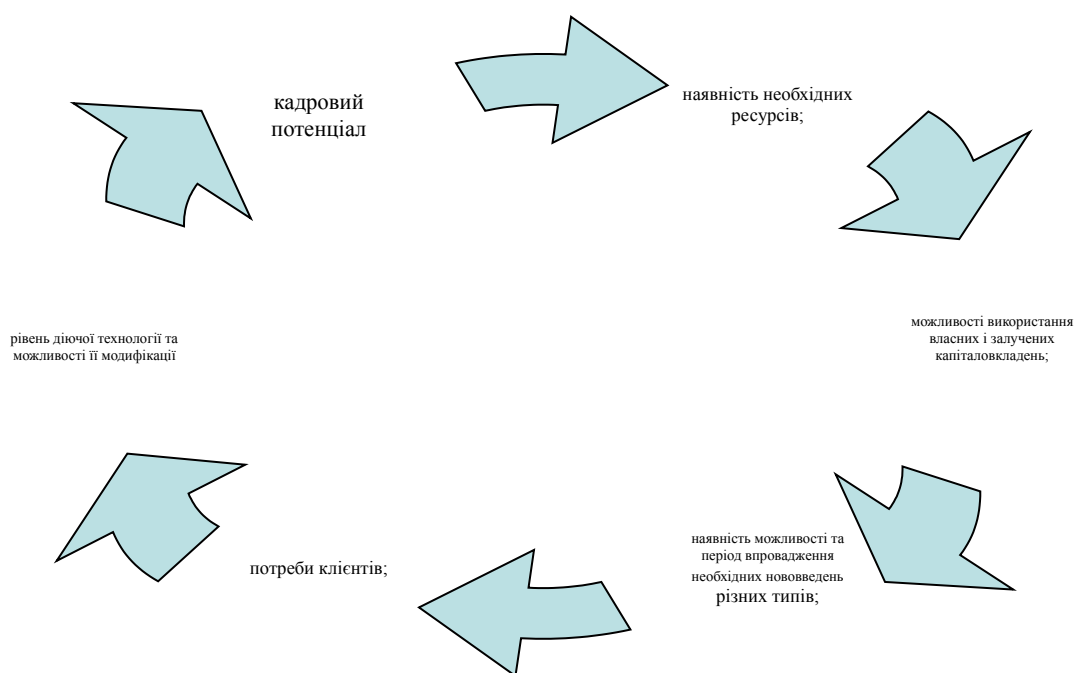 кадровий
потенціал
наявність необхідних
ресурсів;
можливості використання
власних і залучених
капіталовкладень;
наявність можливості та
період впровадження
необхідних нововведень
різних типів;
потреби клієнтів;
рівень діючої технології та
можливості її модифікації